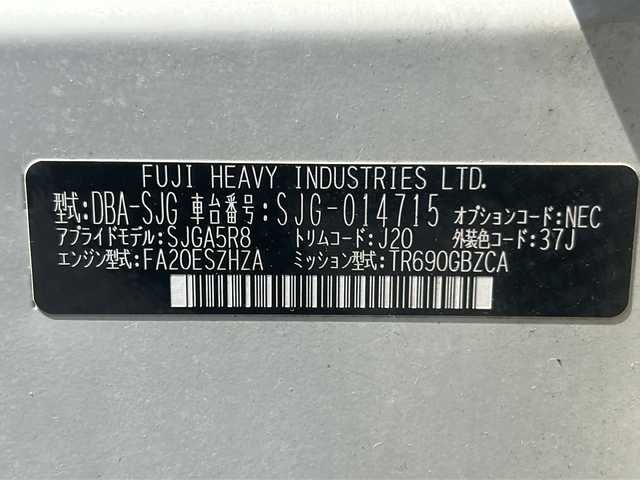 FUJI HEAVY INDUSTRIES LTD.
型式:DBA-SJG 車台番号:SJG-014715 オプションコード:NEC
アプライドモデル:SJGA5R8 トリムコード:J20 外装色コード:37J
エンジン型式:FA20ESZHZA ミッション型式:TR690GBZCA